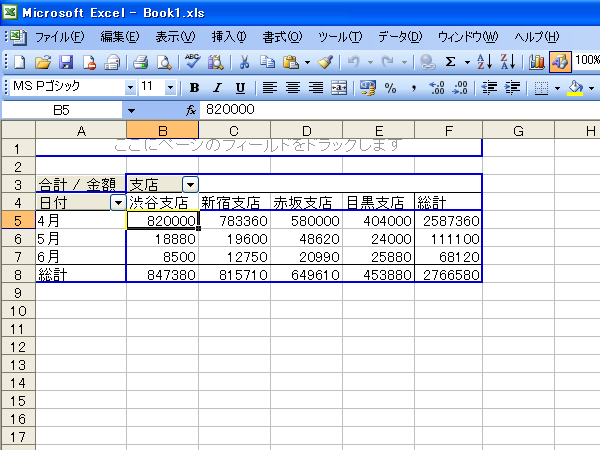 Microsoft Excel - Book1.xls
ファイル(F) 編集(E) 表示(V) 挿入(I) 書式(O) ツール(T) データ(D) ウィンドウ(W) ヘルプ(H)
Σ 100%
MS Pゴシック 11 B I U
B5 fx 820000
A B C D E F G H
1 ここにページのフィールドをドラックします
2
3 合計 / 金額 支店
4 日付 渋谷支店 新宿支店 赤坂支店 目黒支店 総計
5 4月 820000 783360 580000 404000 2587360
6 5月 18880 19600 48620 24000 111100
7 6月 8500 12750 20990 25880 68120
8 総計 847380 815710 649610 453880 2766580
9
10
11
12
13
14
15
16
17